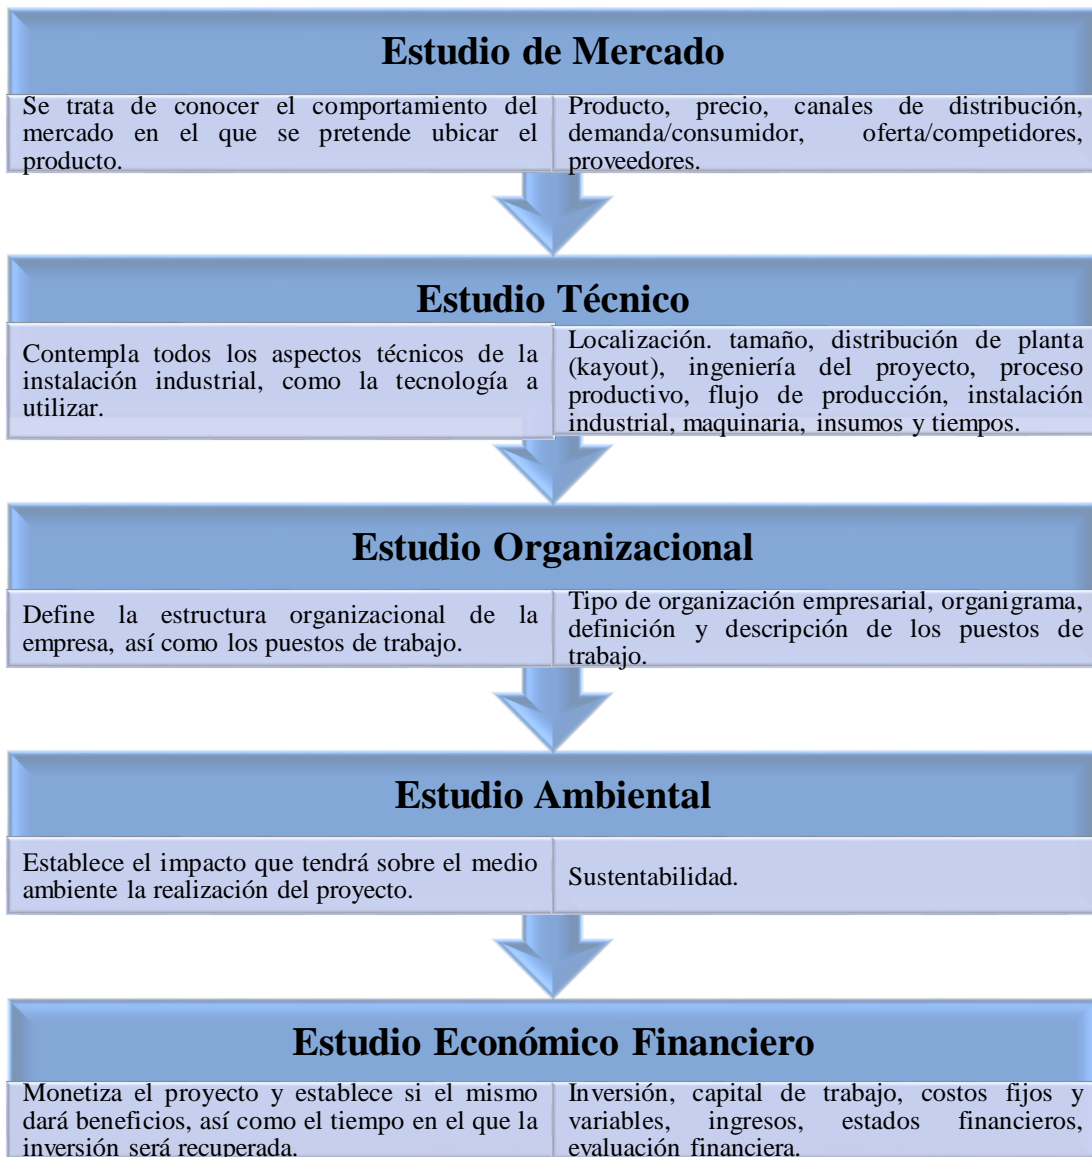 Estudio de Mercado
Se trata de conocer el comportamiento del
mercado en el que se pretende ubicar el
producto.
Producto, precio, canales de distribución,
demanda/consumidor, oferta/competidores,
proveedores.
Estudio Técnico
Contempla todos los aspectos técnicos de la
instalación industrial, como la tecnología a
utilizar.
Localización. tamaño, distribución de planta
(kayout), ingeniería del proyecto, proceso
productivo, flujo de producción, instalación
industrial, maquinaria, insumos y tiempos.
Estudio Organizacional
Define la estructura organizacional de la
empresa, así como los puestos de trabajo.
Tipo de organización empresarial, organigrama,
definición y descripción de los puestos de
trabajo.
Estudio Ambiental
Establece el impacto que tendrá sobre el medio
ambiente la realización del proyecto.
Sustentabilidad.
Estudio Económico Financiero
Monetiza el proyecto y establece si el mismo
dará beneficios, así como el tiempo en el que la
inversión será recuperada.
Inversión, capital de trabajo, costos fijos y
variables, ingresos, estados financieros,
evaluación financiera.